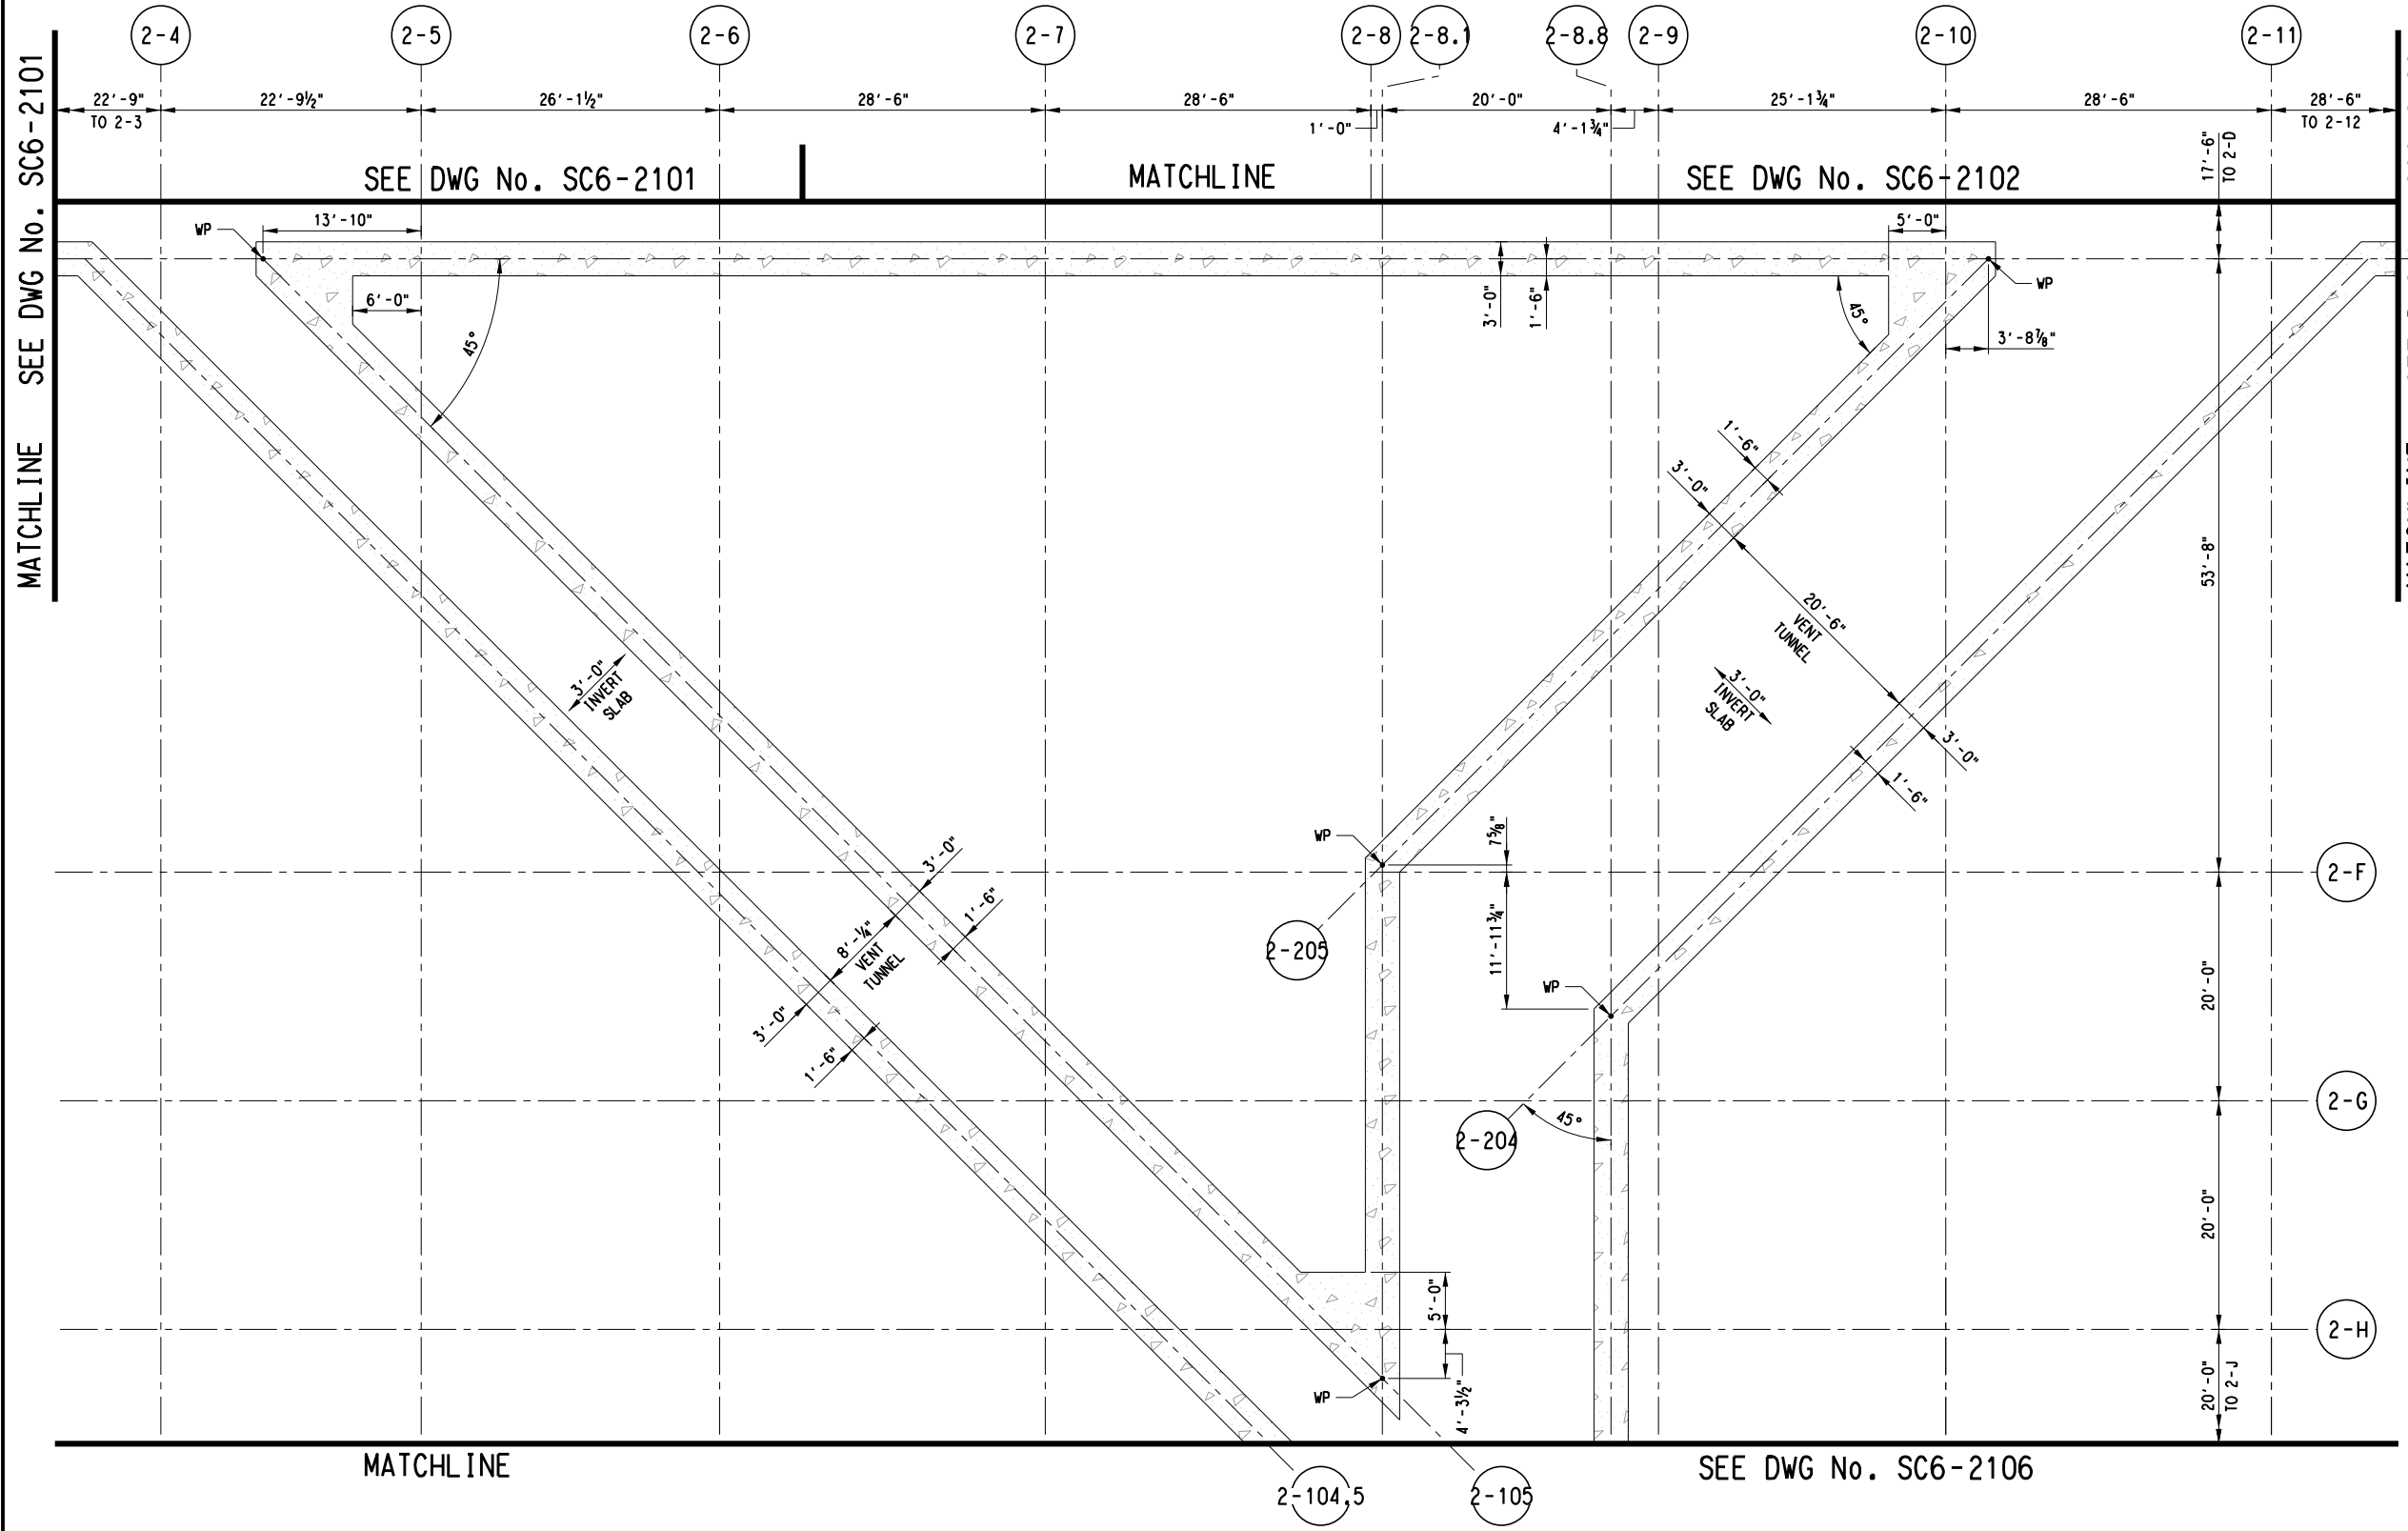 2-4
2-5
2-6
2-7
2-8
2-8.1
2-8.8
2-9
2-10
2-11
22'-9"
TO 2-3
22'-9½"
26'-1½"
28'-6"
28'-6"
1'-0"
20'-0"
4'-1¾"
25'-1¾"
28'-6"
28'-6"
TO 2-12
17'-6"
TO 2-D
MATCHLINE SEE DWG No. SC6-2101
SEE DWG No. SC6-2101
MATCHLINE
SEE DWG No. SC6-2102
WP
13'-10"
5'-0"
WP
6'-0"
45°
3'-0"
1'-6"
45°
3'-8⅞"
1'-6"
3'-0"
53'-8"
20'-6"
VENT
TUNNEL
3'-0"
INVERT
SLAB
3'-0"
INVERT
SLAB
3'-0"
1'-6"
WP
7⅝"
2-F
3'-0"
1'-6"
8'-¼"
VENT
TUNNEL
3'-0"
1'-6"
2-205
11'-11¾"
WP
20'-0"
2-G
2-204
45°
20'-0"
5'-0"
2-H
4'-3½"
WP
20'-0"
TO 2-J
MATCHLINE
SEE DWG No. SC6-2106
2-104.5
2-105